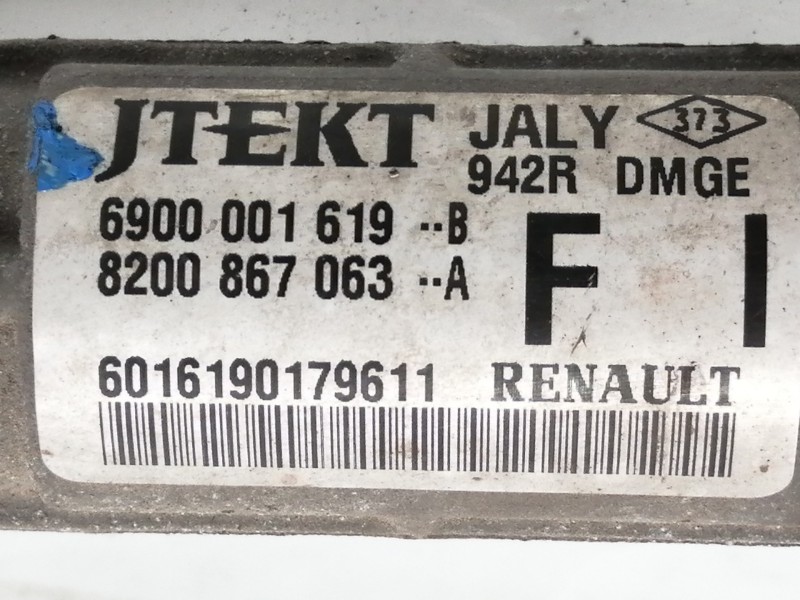 JTEKT JALY 373
942R DMGE
6900 001 619 ··B
8200 867 063 ··A
F I
6016190179611 RENAULT